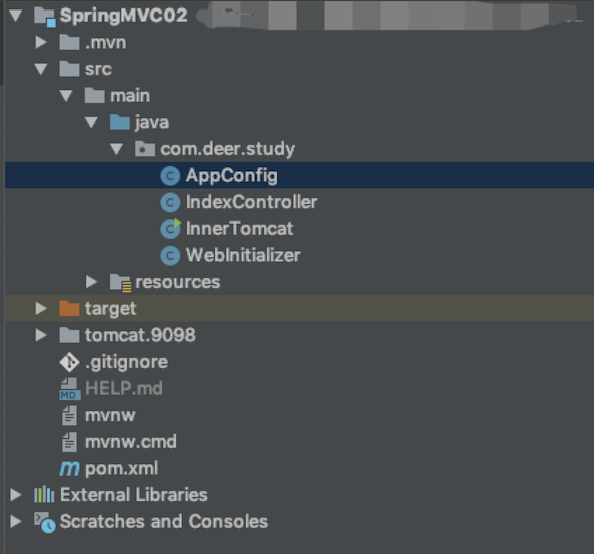 SpringMVC02
.mvn
src
main
java
com.deer.study
C AppConfig
C IndexController
C InnerTomcat
C WebInitializer
resources
target
tomcat.9098
.gitignore
MD HELP.md
mvnw
mvnw.cmd
m pom.xml
External Libraries
Scratches and Consoles